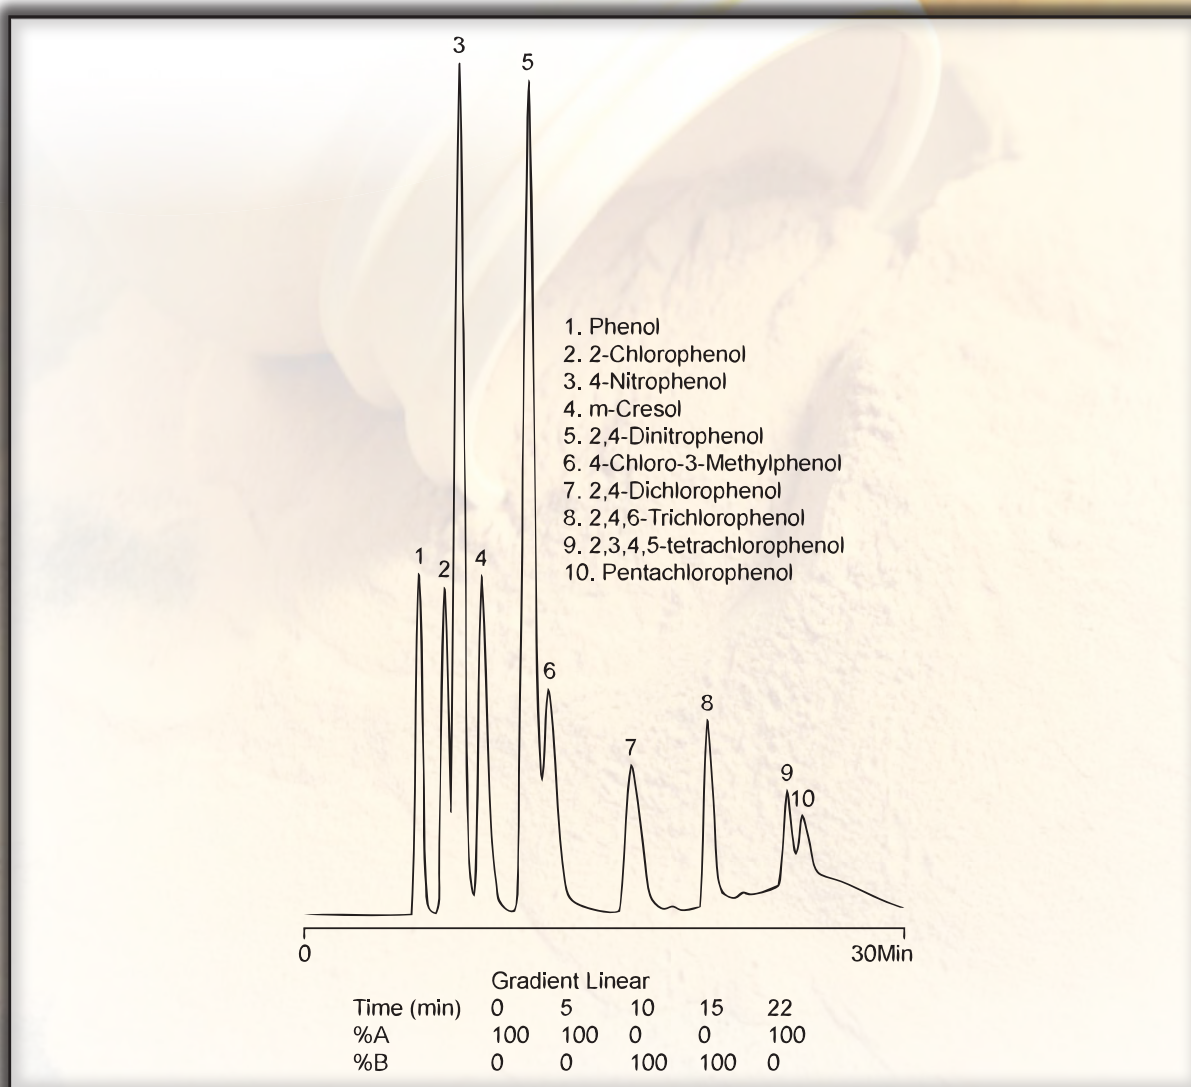 3
5
1. Phenol
2. 2-Chlorophenol
3. 4-Nitrophenol
4. m-Cresol
5. 2,4-Dinitrophenol
6. 4-Chloro-3-Methylphenol
7. 2,4-Dichlorophenol
8. 2,4,6-Trichlorophenol
9. 2,3,4,5-tetrachlorophenol
10. Pentachlorophenol
1
2
4
6
7
8
9
10
0 30Min
Gradient Linear
Time (min) 0 5 10 15 22
%A 100 100 0 0 100
%B 0 0 100 100 0